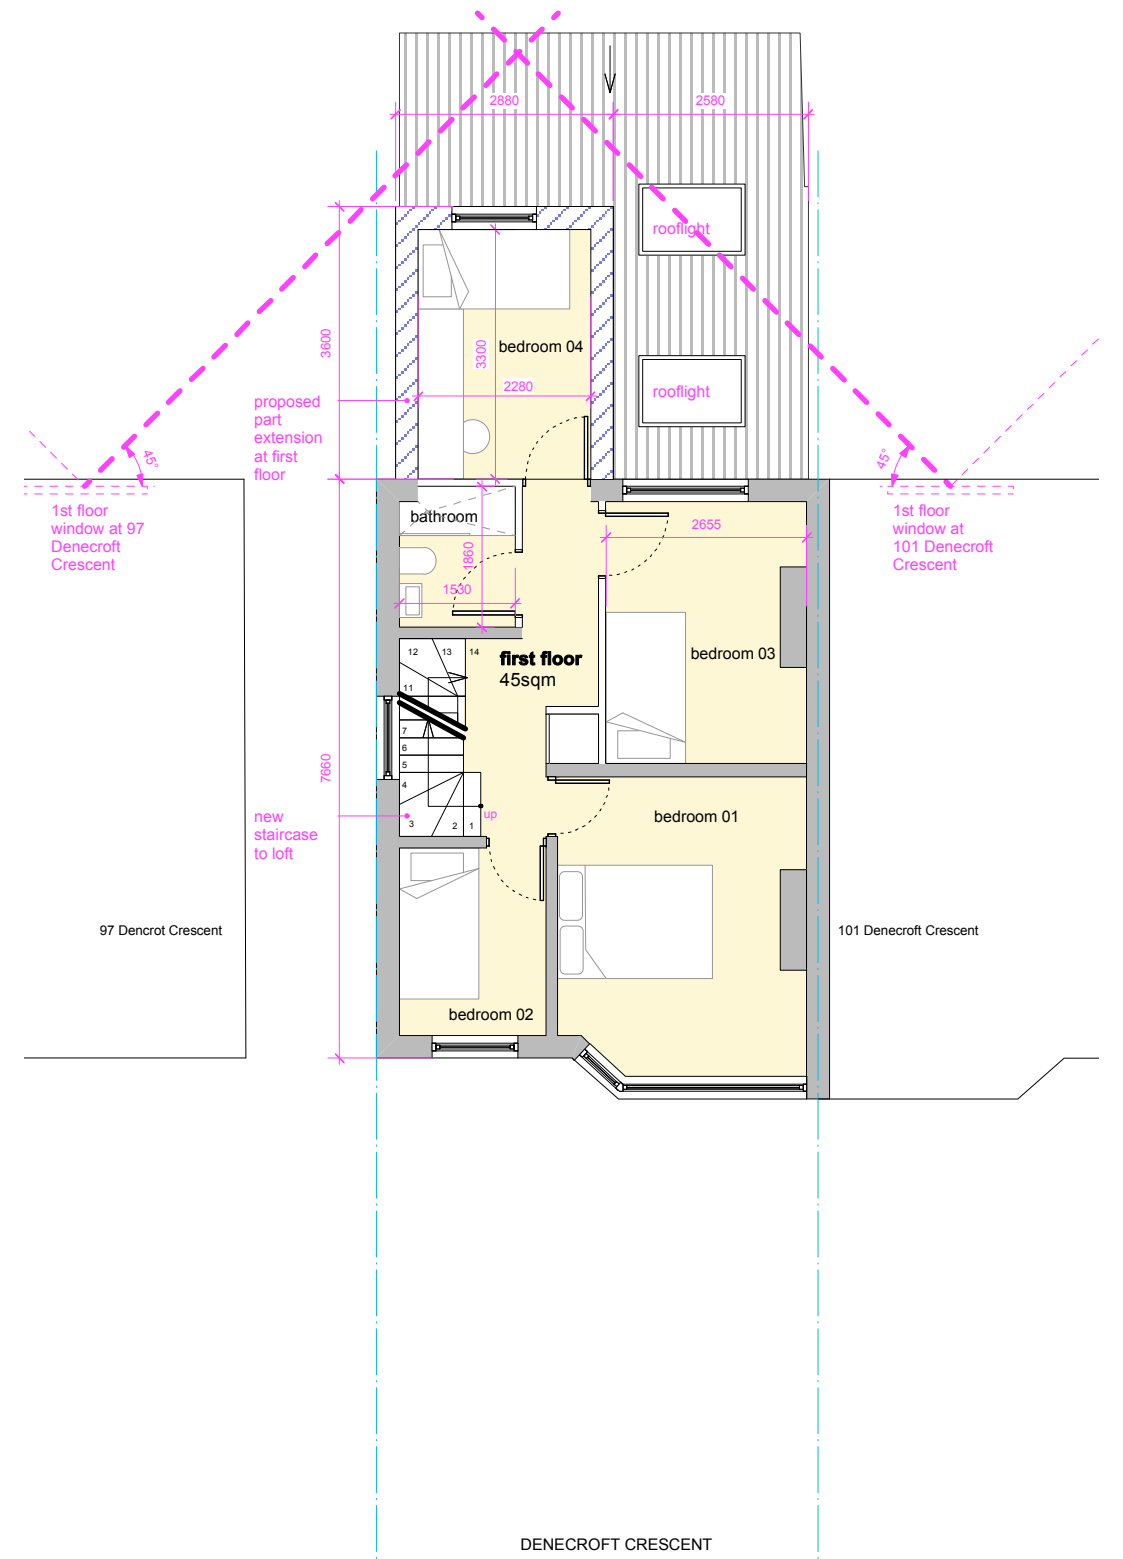 2880
2580
rooflight
3600
3300
bedroom 04
2280
rooflight
proposed
part
extension
at first
floor
45°
45°
1st floor
window at 97
Denecroft
Crescent
1st floor
window at
101 Denecroft
Crescent
bathroom
1860
1530
2655
12
13
14
11
first floor
45sqm
bedroom 03
7
6
5
4
3
2
1
up
7660
new
staircase
to loft
bedroom 01
97 Dencrot Crescent
101 Denecroft Crescent
bedroom 02
DENECROFT CRESCENT